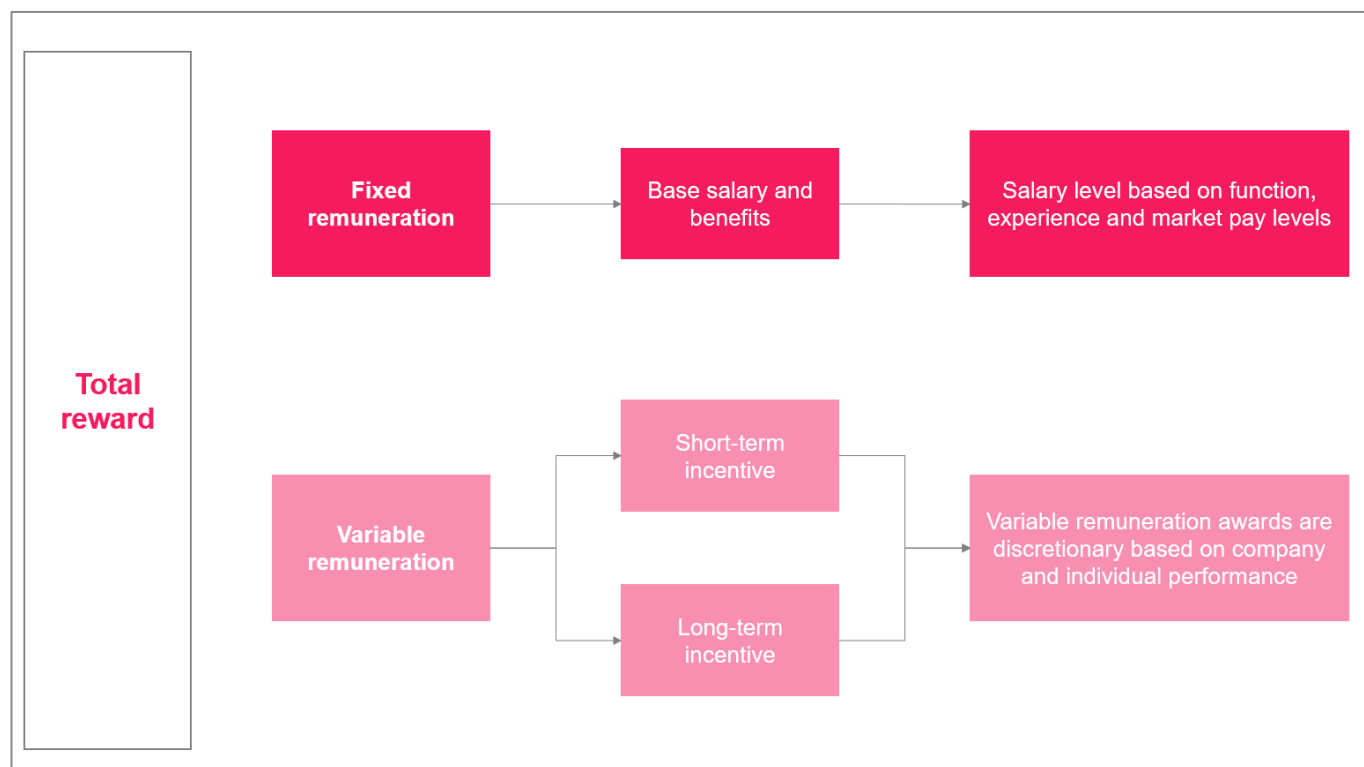 Total
reward
Fixed
remuneration
Base salary and
benefits
Salary level based on function,
experience and market pay levels
Variable
remuneration
Short-term
incentive
Long-term
incentive
Variable remuneration awards are
discretionary based on company
and individual performance